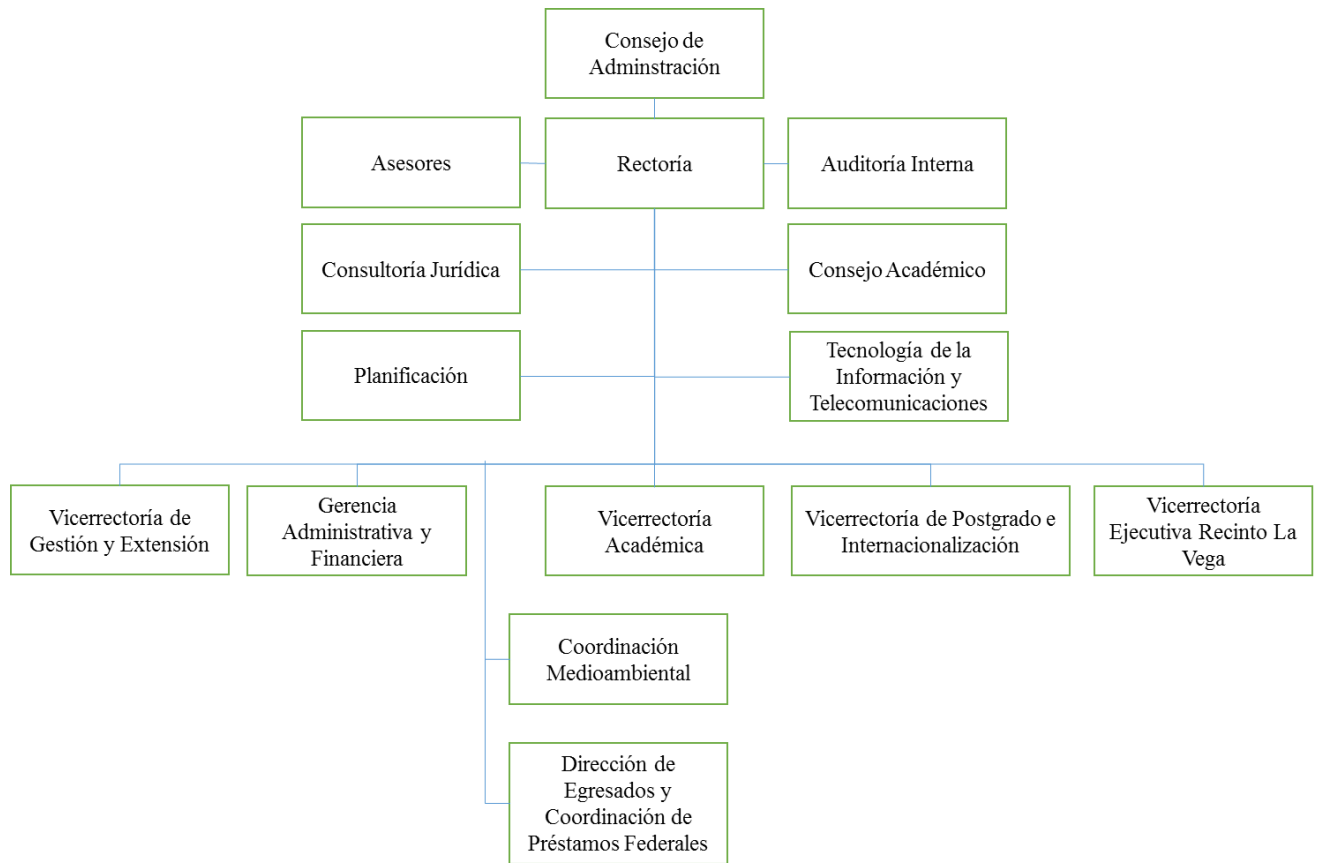 Consejo de
Adminstración
Asesores
Rectoría
Auditoría Interna
Consultoría Jurídica
Consejo Académico
Planificación
Tecnología de la
Información y
Telecomunicaciones
Vicerrectoría de
Gestión y Extensión
Gerencia
Administrativa y
Financiera
Vicerrectoría
Académica
Vicerrectoría de Postgrado e
Internacionalización
Vicerrectoría
Ejecutiva Recinto La
Vega
Coordinación
Medioambiental
Dirección de
Egresados y
Coordinación de
Préstamos Federales